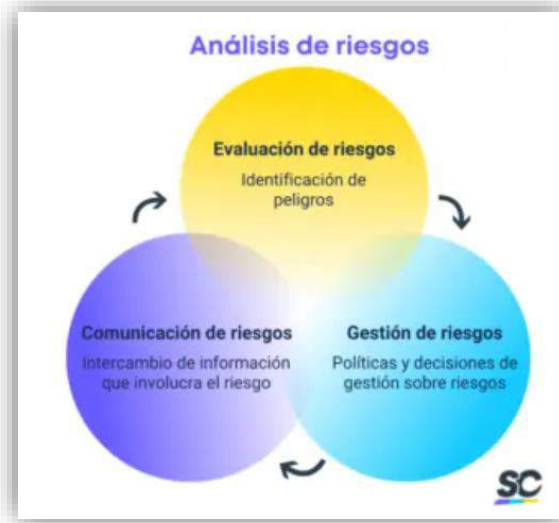 Análisis de riesgos
Evaluación de riesgos
Identificación de
peligros
Comunicación de riesgos
Intercambio de información
que involucra el riesgo
Gestión de riesgos
Políticas y decisiones de
gestión sobre riesgos
SC